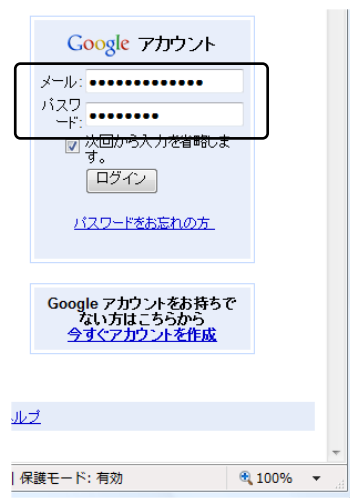 Google アカウント
メール: ●●●●●●●●●●●●●
パスワ
ード: ●●●●●●●●
次回から入力を省略しま
す。
ログイン
パスワードをお忘れの方
Google アカウントをお持ちで
ない方はこちらから
今すぐアカウントを作成
ルプ
保護モード: 有効 100%